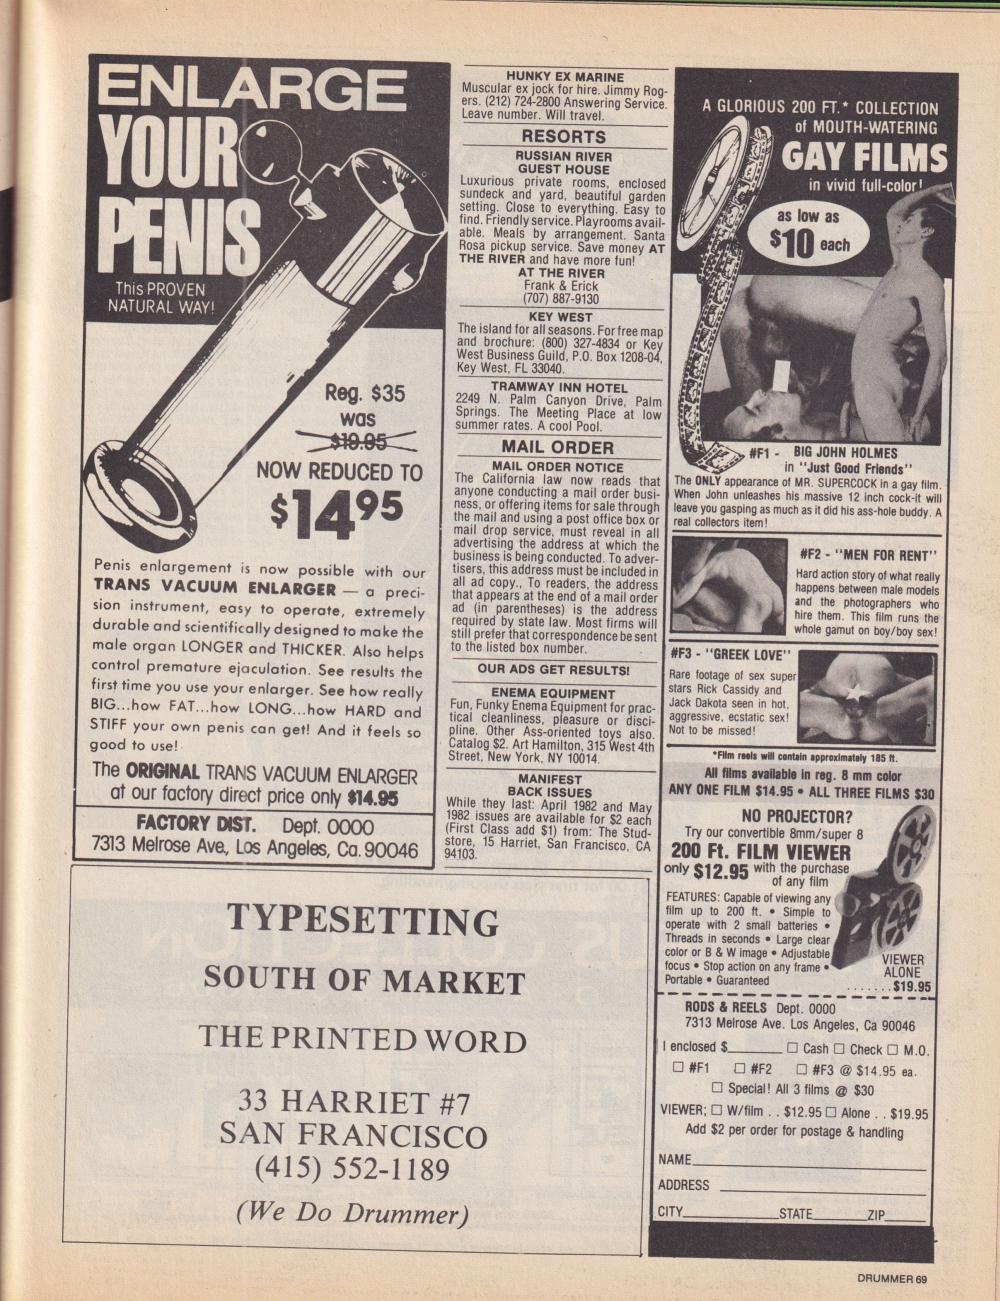 ENLARGE
YOUR
PENIS
This PROVEN
NATURAL WAY!
Reg. $35
was
$19.95
NOW REDUCED TO
$1495
Penis enlargement is now possible with our
TRANS VACUUM ENLARGER — a preci-
sion instrument, easy to operate, extremely
durable and scientifically designed to make the
male organ LONGER and THICKER. Also helps
control premature ejaculation. See results the
first time you use your enlarger. See how really
BIG...how FAT...how LONG...how HARD and
STIFF your own penis can get! And it feels so
good to use!
The ORIGINAL TRANS VACUUM ENLARGER
at our factory direct price only $14.95
FACTORY DIST. Dept. 0000
7313 Melrose Ave., Los Angeles, Ca. 90046
HUNKY EX MARINE
Muscular ex jock for hire. Jimmy Rog-
ers. (212) 724-2800 Answering Service.
Leave number. Will travel.
RESORTS
RUSSIAN RIVER
GUEST HOUSE
Luxurious private rooms, enclosed
sundeck and yard, beautiful garden
setting. Close to everything. Easy to
find. Friendly service. Playrooms avail-
able. Meals by arrangement. Santa
Rosa pickup service. Save money AT
THE RIVER and have more fun!
AT THE RIVER
Frank & Erick
(707) 887-9130
KEY WEST
The island for all seasons. For free map
and brochure: (800) 327-4834 or Key
West Business Guild, P.O. Box 1208-04,
Key West, FL 33040.
TRAMWAY INN HOTEL
2249 N. Palm Canyon Drive, Palm
Springs. The Meeting Place at low
summer rates. A cool Pool.
MAIL ORDER
MAIL ORDER NOTICE
The California law now reads that
anyone conducting a mail order busi-
ness, or offering items for sale through
the mail and using a post office box or
mail drop service, must reveal in all
advertising the address at which the
business is being conducted. To adver-
tisers, this address must be included in
all ad copy., To readers, the address
that appears at the end of a mail order
ad (in parentheses) is the address
required by state law. Most firms will
still prefer that correspondence be sent
to the listed box number.
OUR ADS GET RESULTS!
ENEMA EQUIPMENT
Fun, Funky Enema Equipment for prac-
tical cleanliness, pleasure or disci-
pline. Other Ass-oriented toys also.
Catalog $2. Art Hamilton, 315 West 4th
Street, New York, NY 10014.
MANIFEST
BACK ISSUES
While they last: April 1982 and May
1982 issues are available for $2 each
(First Class add $1) from: The Stud-
store, 15 Harriet, San Francisco, CA
94103.
A GLORIOUS 200 FT.* COLLECTION
of MOUTH-WATERING
GAY FILMS
in vivid full-color!
as low as
$10 each
#F1 - BIG JOHN HOLMES
in "Just Good Friends"
The ONLY appearance of MR. SUPERCOCK in a gay film.
When John unleashes his massive 12 inch cock-it will
leave you gasping as much as it did his ass-hole buddy. A
real collectors item!
#F2 - "MEN FOR RENT"
Hard action story of what really
happens between male models
and the photographers who
hire them. This film runs the
whole gamut on boy/boy sex!
#F3 - "GREEK LOVE"
Rare footage of sex super
stars Rick Cassidy and
Jack Dakota seen in hot,
aggressive, ecstatic sex!
Not to be missed!
*Film reels will contain approximately 185 ft.
All films available in reg. 8 mm color
ANY ONE FILM $14.95 • ALL THREE FILMS $30
NO PROJECTOR?
Try our convertible 8mm/super 8
200 Ft. FILM VIEWER
only $12.95 with the purchase
of any film
FEATURES: Capable of viewing any
film up to 200 ft. • Simple to
operate with 2 small batteries •
Threads in seconds • Large clear
color or B & W image • Adjustable
focus • Stop action on any frame •
Portable • Guaranteed
VIEWER
ALONE
.......$19.95
RODS & REELS Dept. 0000
7313 Melrose Ave. Los Angeles, Ca 90046
I enclosed $________ ☐ Cash ☐ Check ☐ M.O.
☐ #F1 ☐ #F2 ☐ #F3 @ $14.95 ea.
☐ Special! All 3 films @ $30
VIEWER; ☐ W/film . . $12.95 ☐ Alone . . $19.95
Add $2 per order for postage & handling
NAME
ADDRESS
CITY________STATE________ZIP______
TYPESETTING
SOUTH OF MARKET
THE PRINTED WORD
33 HARRIET #7
SAN FRANCISCO
(415) 552-1189
(We Do Drummer)
DRUMMER 69